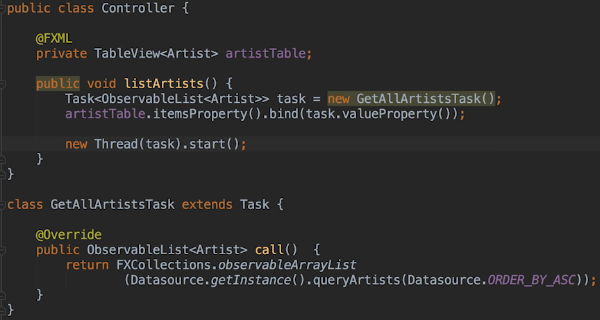 public class Controller {
@FXML
private TableView<Artist> artistTable;
public void listArtists() {
Task<ObservableList<Artist>> task = new GetAllArtistsTask();
artistTable.itemsProperty().bind(task.valueProperty());
new Thread(task).start();
}
}
class GetAllArtistsTask extends Task {
@Override
public ObservableList<Artist> call()  {
return FXCollections.observableArrayList
(Datasource.getInstance().queryArtists(Datasource.ORDER_BY_ASC));
}
}